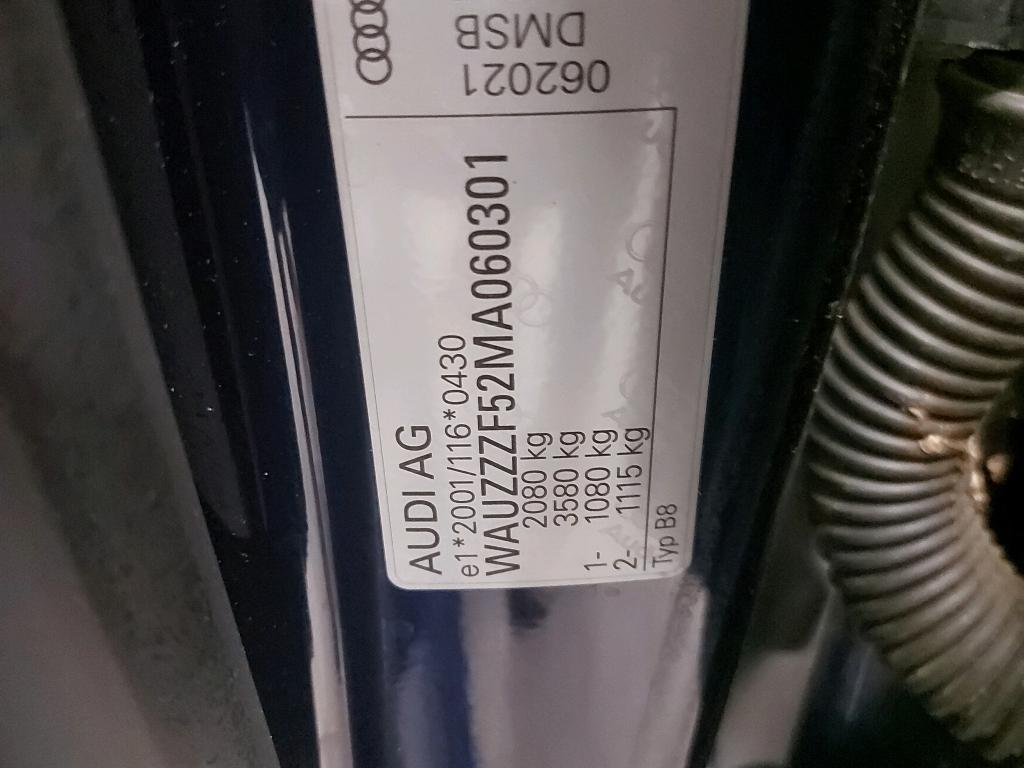 AUDI AG
e1*2001/116*0430
WAUZZZF52MA060301
2080 kg
3580 kg
1- 1080 kg
2- 1115 kg
Typ B8
062021
DMSB